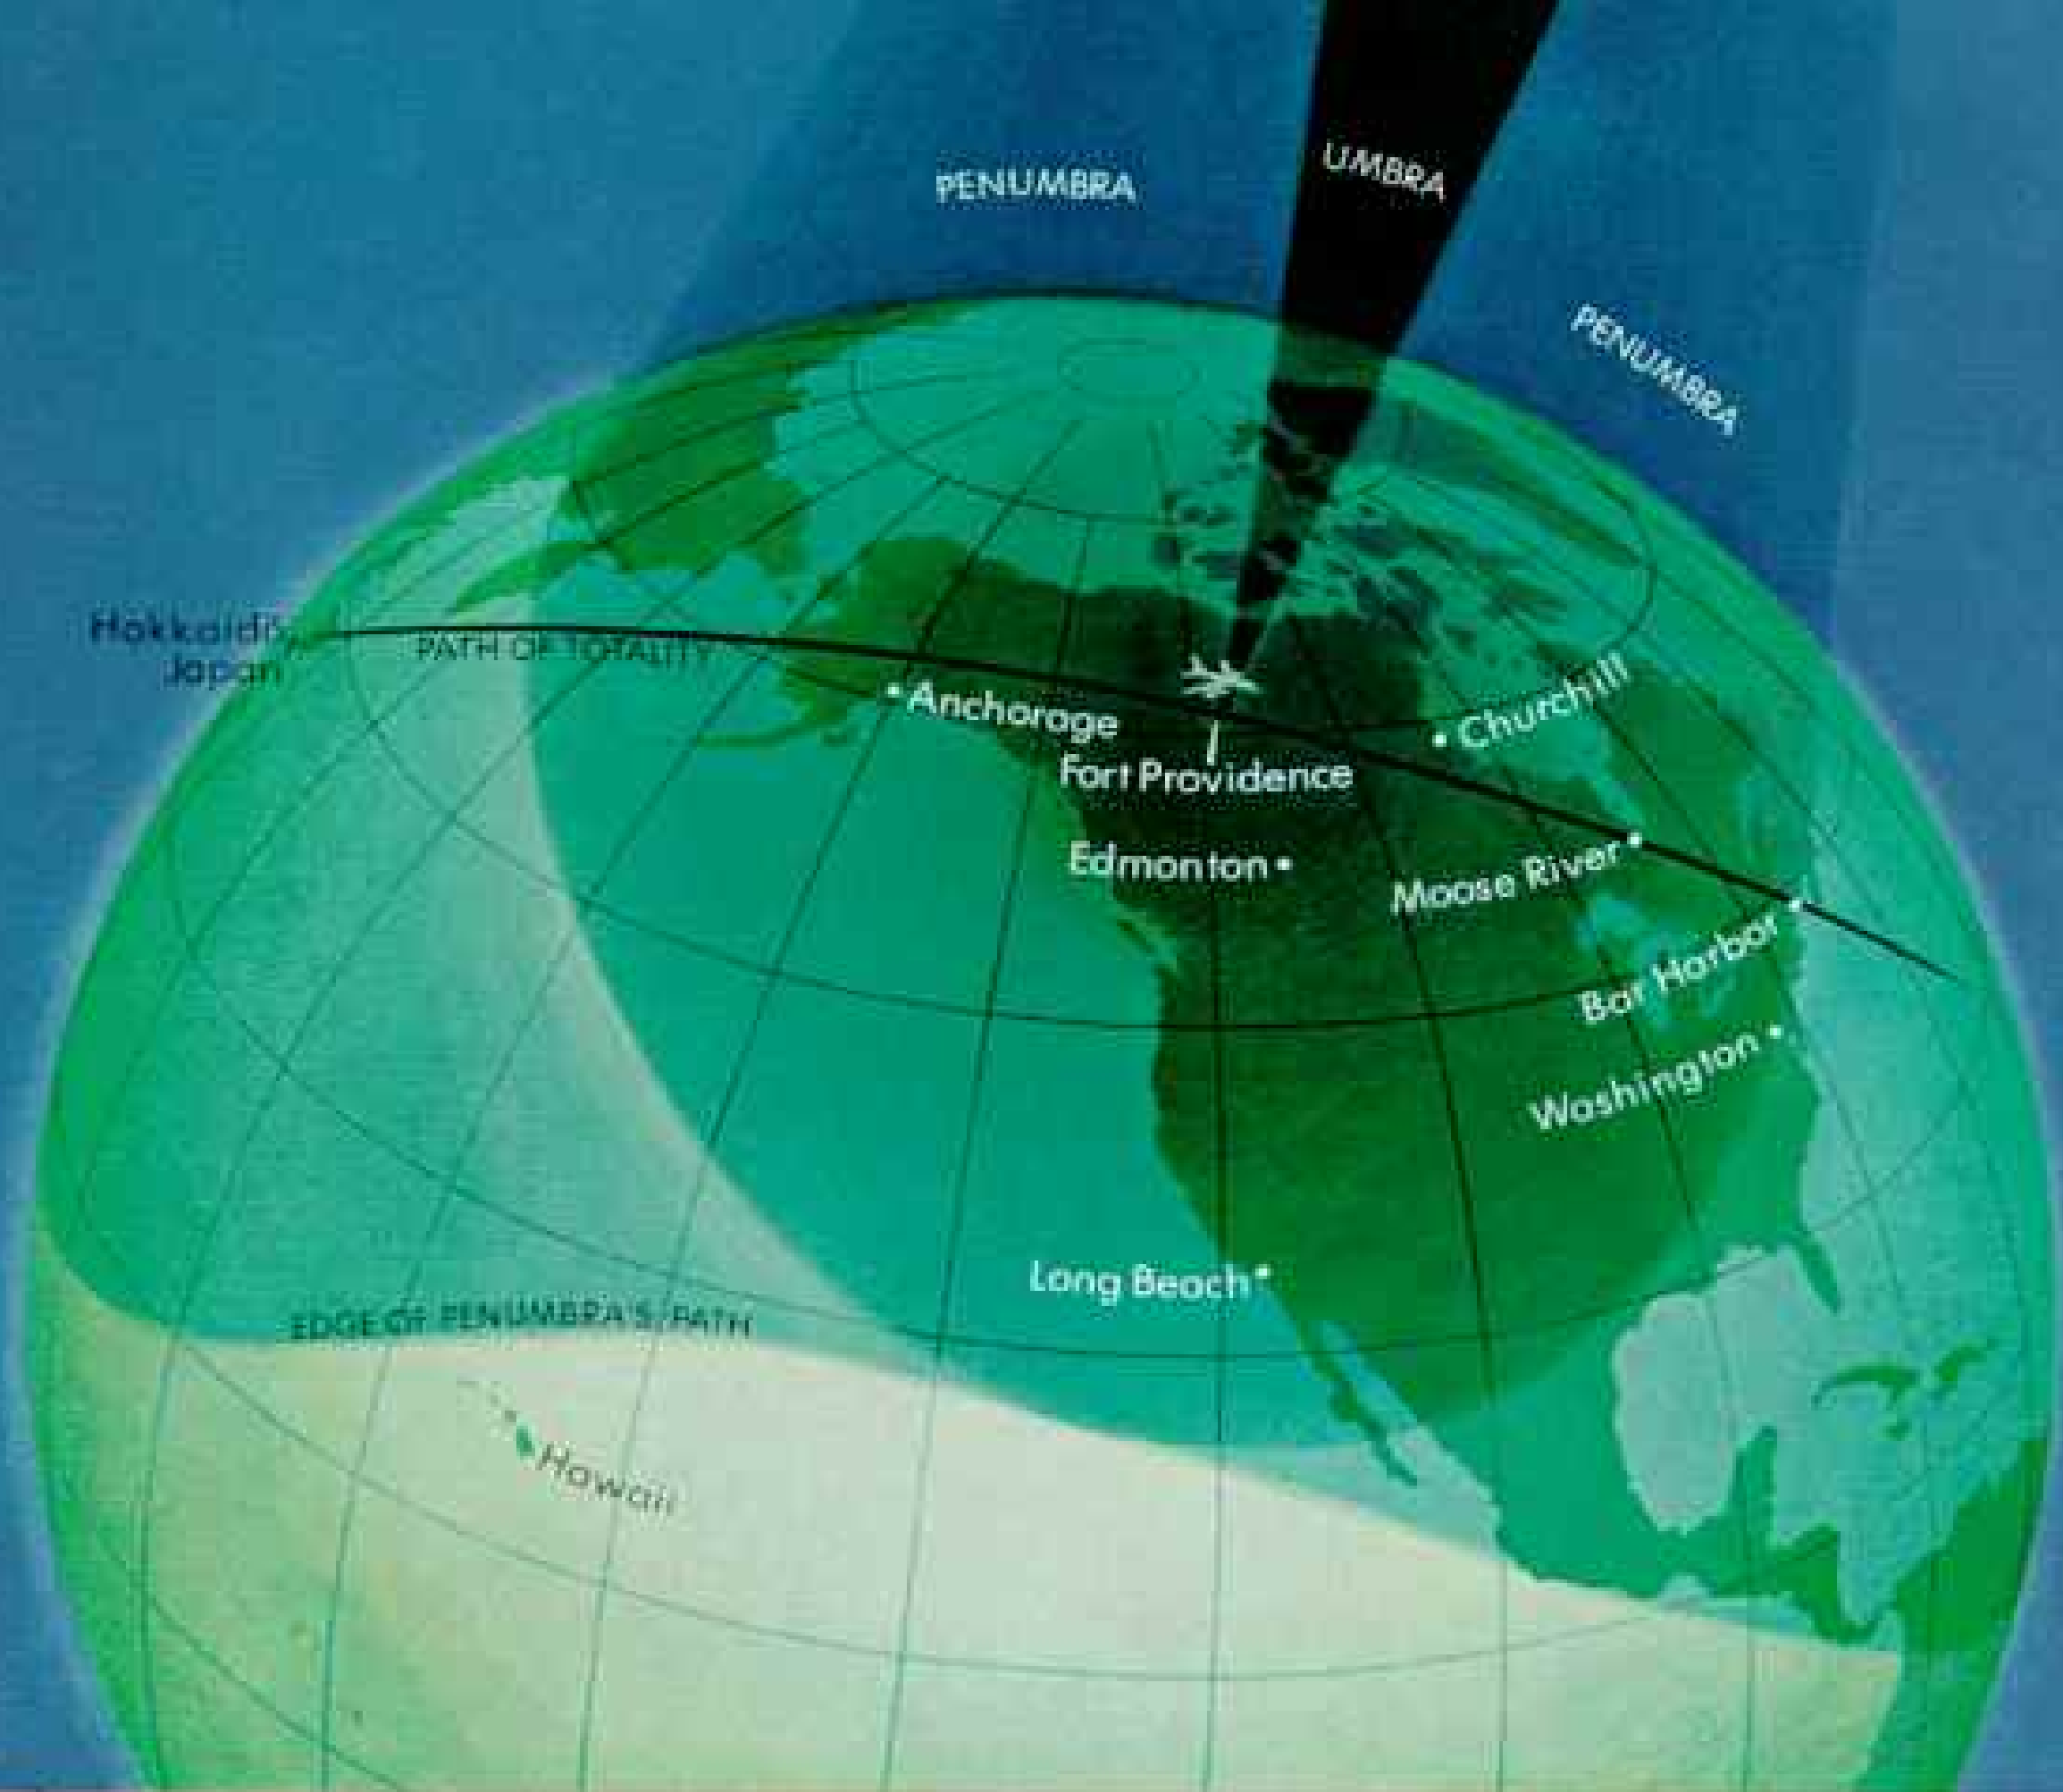 PENUMBRA
UMBRA
PENUMBRA
Hokkaido,
Japan
PATH OF TOTALITY
Anchorage
Churchill
Fort Providence
Edmonton
Moose River
Bar Harbor
Washington
Long Beach
EDGE OF PENUMBRA'S PATH
Hawaii